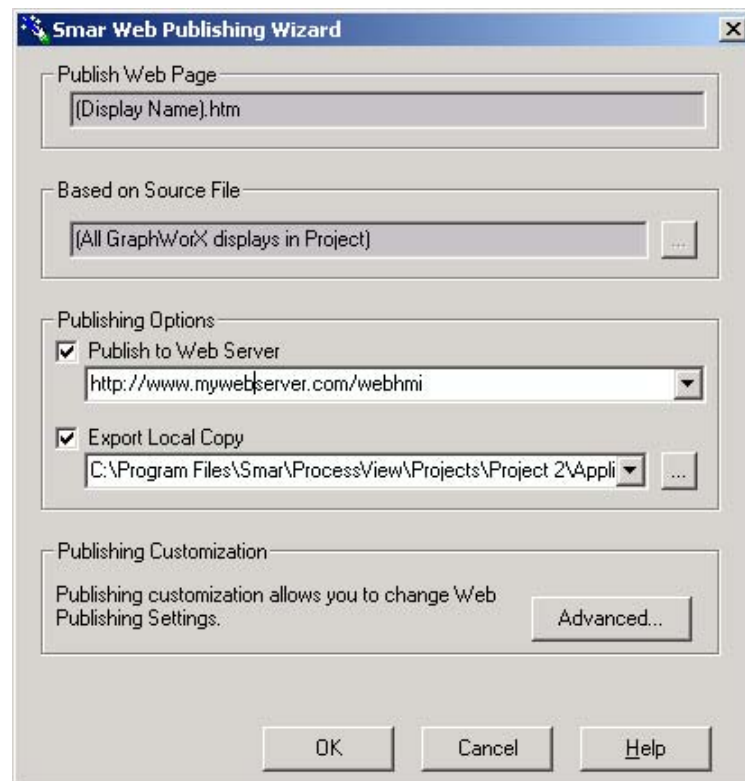 Smar Web Publishing Wizard
Publish Web Page
(Display Name).htm
Based on Source File
(All GraphWorX displays in Project)
...
Publishing Options
Publish to Web Server
http://www.mywebserver.com/webhmi
Export Local Copy
C:\Program Files\Smar\ProcessView\Projects\Project 2\Appli
...
Publishing Customization
Publishing customization allows you to change Web
Publishing Settings.
Advanced...
OK
Cancel
Help